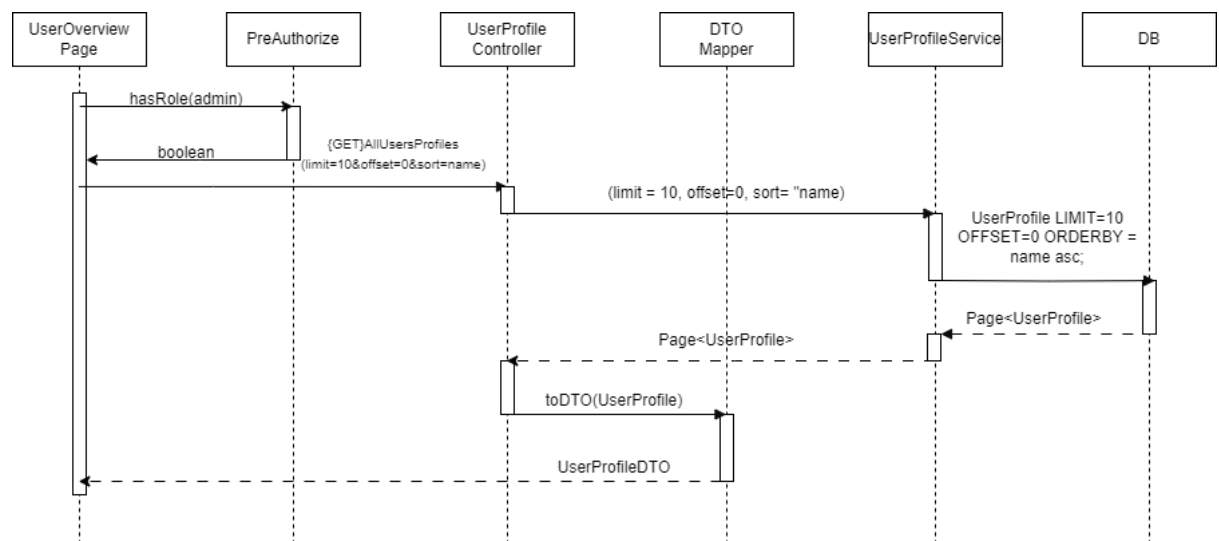 UserOverview
Page
PreAuthorize
UserProfile
Controller
DTO
Mapper
UserProfileService
DB
hasRole(admin)
boolean
{GET}AllUsersProfiles
(limit=10&offset=0&sort=name)
(limit = 10, offset=0, sort= "name)
UserProfile LIMIT=10
OFFSET=0 ORDERBY =
name asc;
Page<UserProfile>
Page<UserProfile>
toDTO(UserProfile)
UserProfileDTO